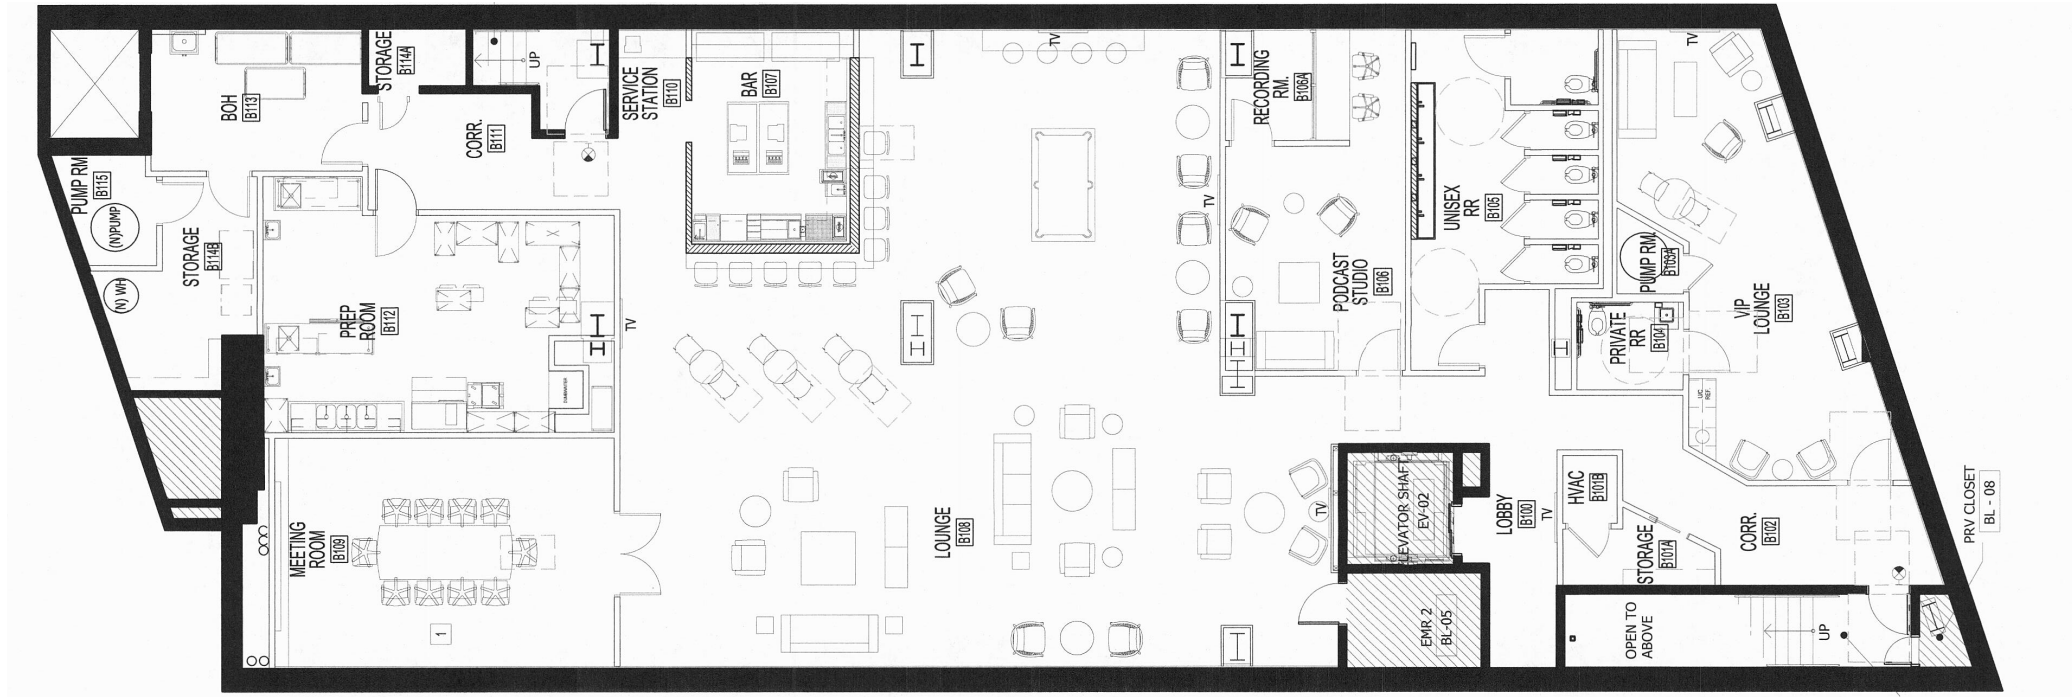 BOH
B113
STORAGE
B114A
UP
SERVICE
STATION
B110
BAR
B107
TV
RECORDING
RM.
B106A
TV
CORR.
B111
PUMP RM
B115
(N)PUMP
STORAGE
B114B
(N) WH
PREP
ROOM
B112
TV
DUMBWAITER
TV
PODCAST
STUDIO
B106
UNISEX
RR
B105
PUMP RM.
B103A
PRIVATE
RR
B104
VIP
LOUNGE
B103
U/C
REF.
MEETING
ROOM
B109
1
LOUNGE
B108
TV
ELEVATOR SHAFT
EV-02
EMR 2
BL-05
LOBBY
B100
TV
HVAC
B101B
STORAGE
B101A
CORR.
B102
PRV CLOSET
BL - 08
OPEN TO
ABOVE
UP